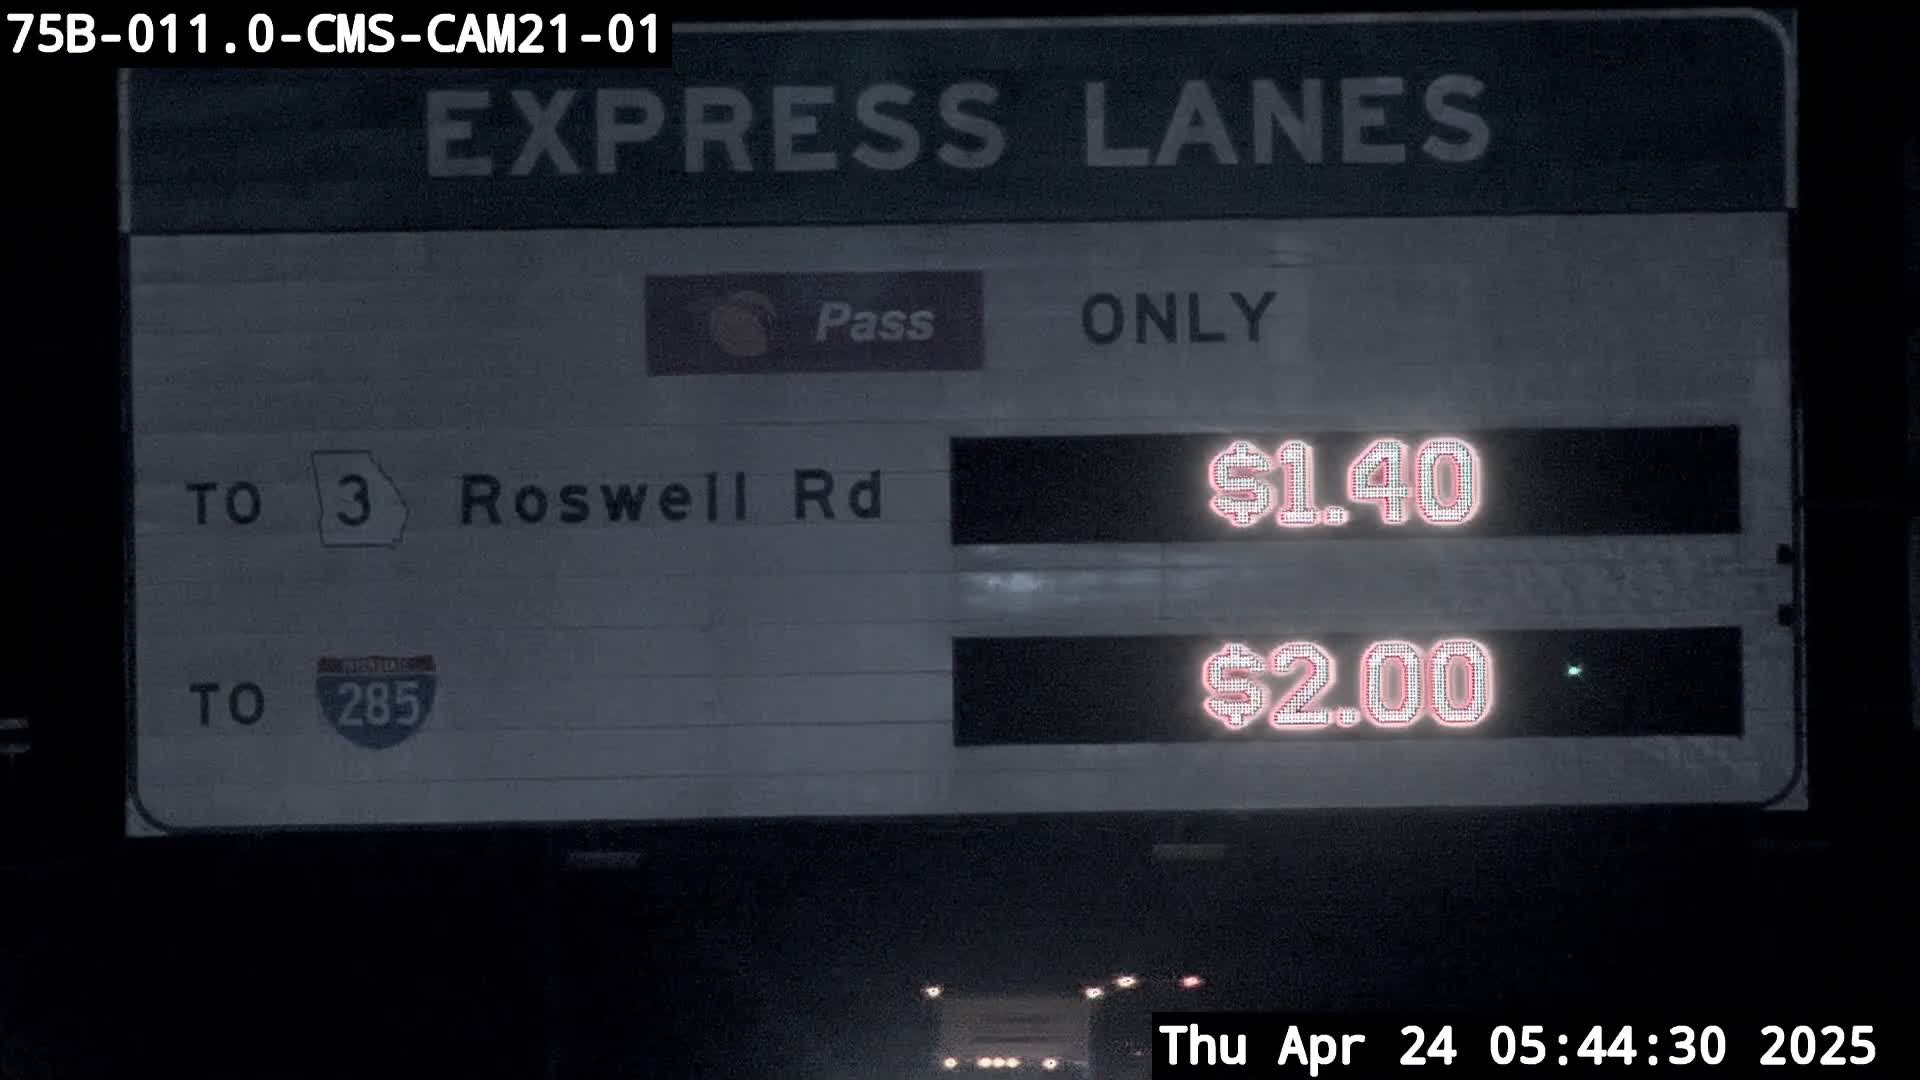 75B-011.0-CMS-CAM21-01
EXPRESS LANES
Pass ONLY
TO 3 Roswell Rd $1.40
INTERSTATE
TO 285 $2.00
Thu Apr 24 05:44:30 2025